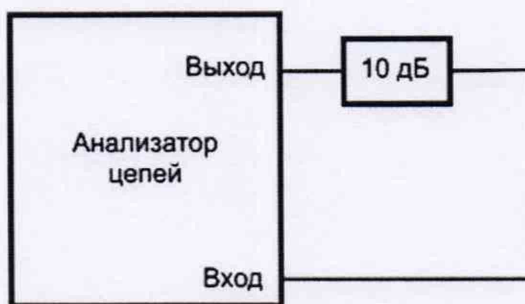 Выход
10 дБ
Анализатор
цепей
Вход